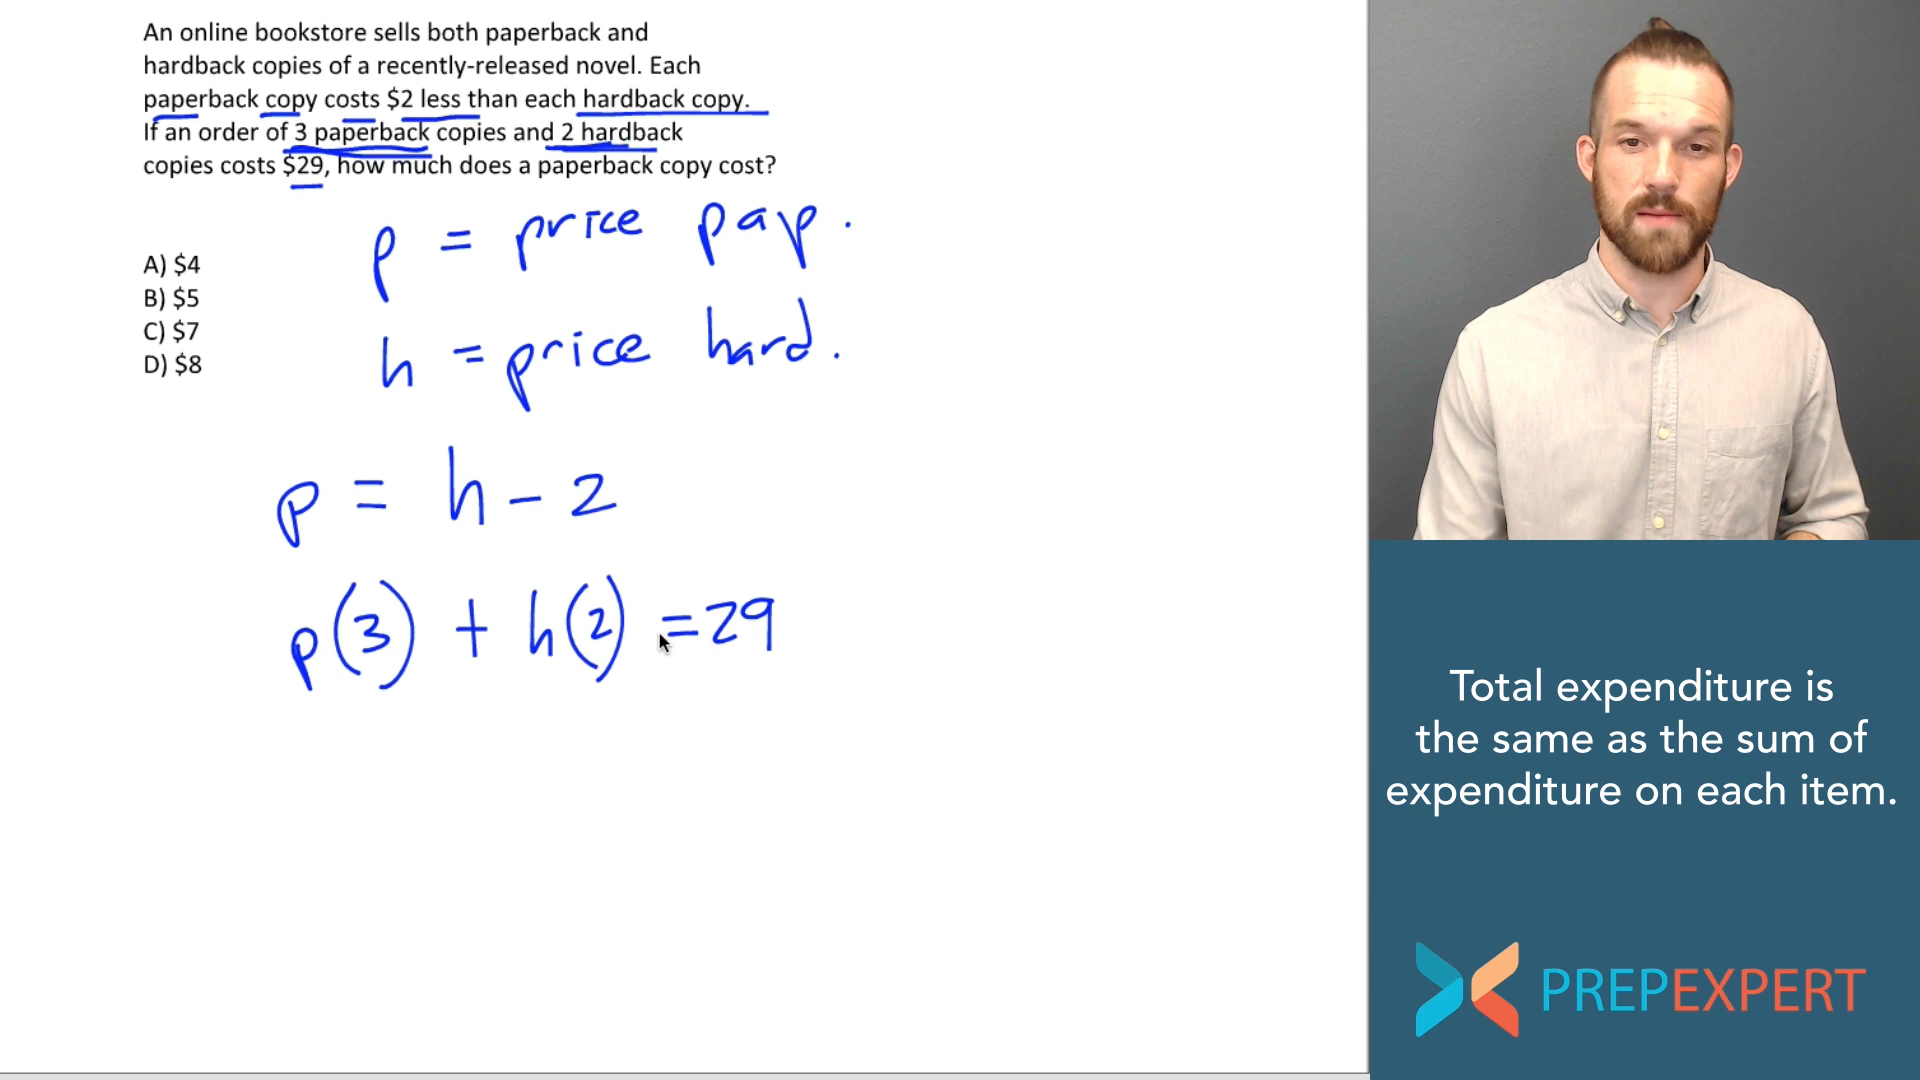 An online bookstore sells both paperback and
hardback copies of a recently-released novel. Each
paperback copy costs $2 less than each hardback copy.
If an order of 3 paperback copies and 2 hardback
copies costs $29, how much does a paperback copy cost?
A) $4
B) $5
C) $7
D) $8
p = price pap.
h = price hard.
p = h - 2
p(3) + h(2) = 29
Total expenditure is
the same as the sum of
expenditure on each item.
PREPEXPERT